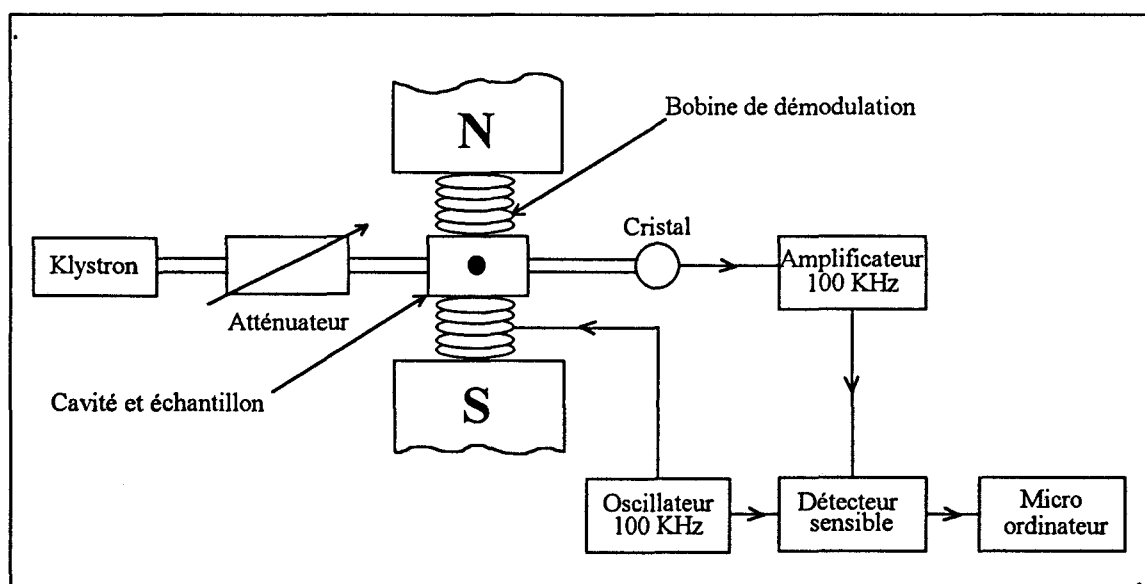 N
Bobine de démodulation
Cristal
Klystron
Amplificateur
100 KHz
Atténuateur
Cavité et échantillon
S
Oscillateur
100 KHz
Détecteur
sensible
Micro
ordinateur